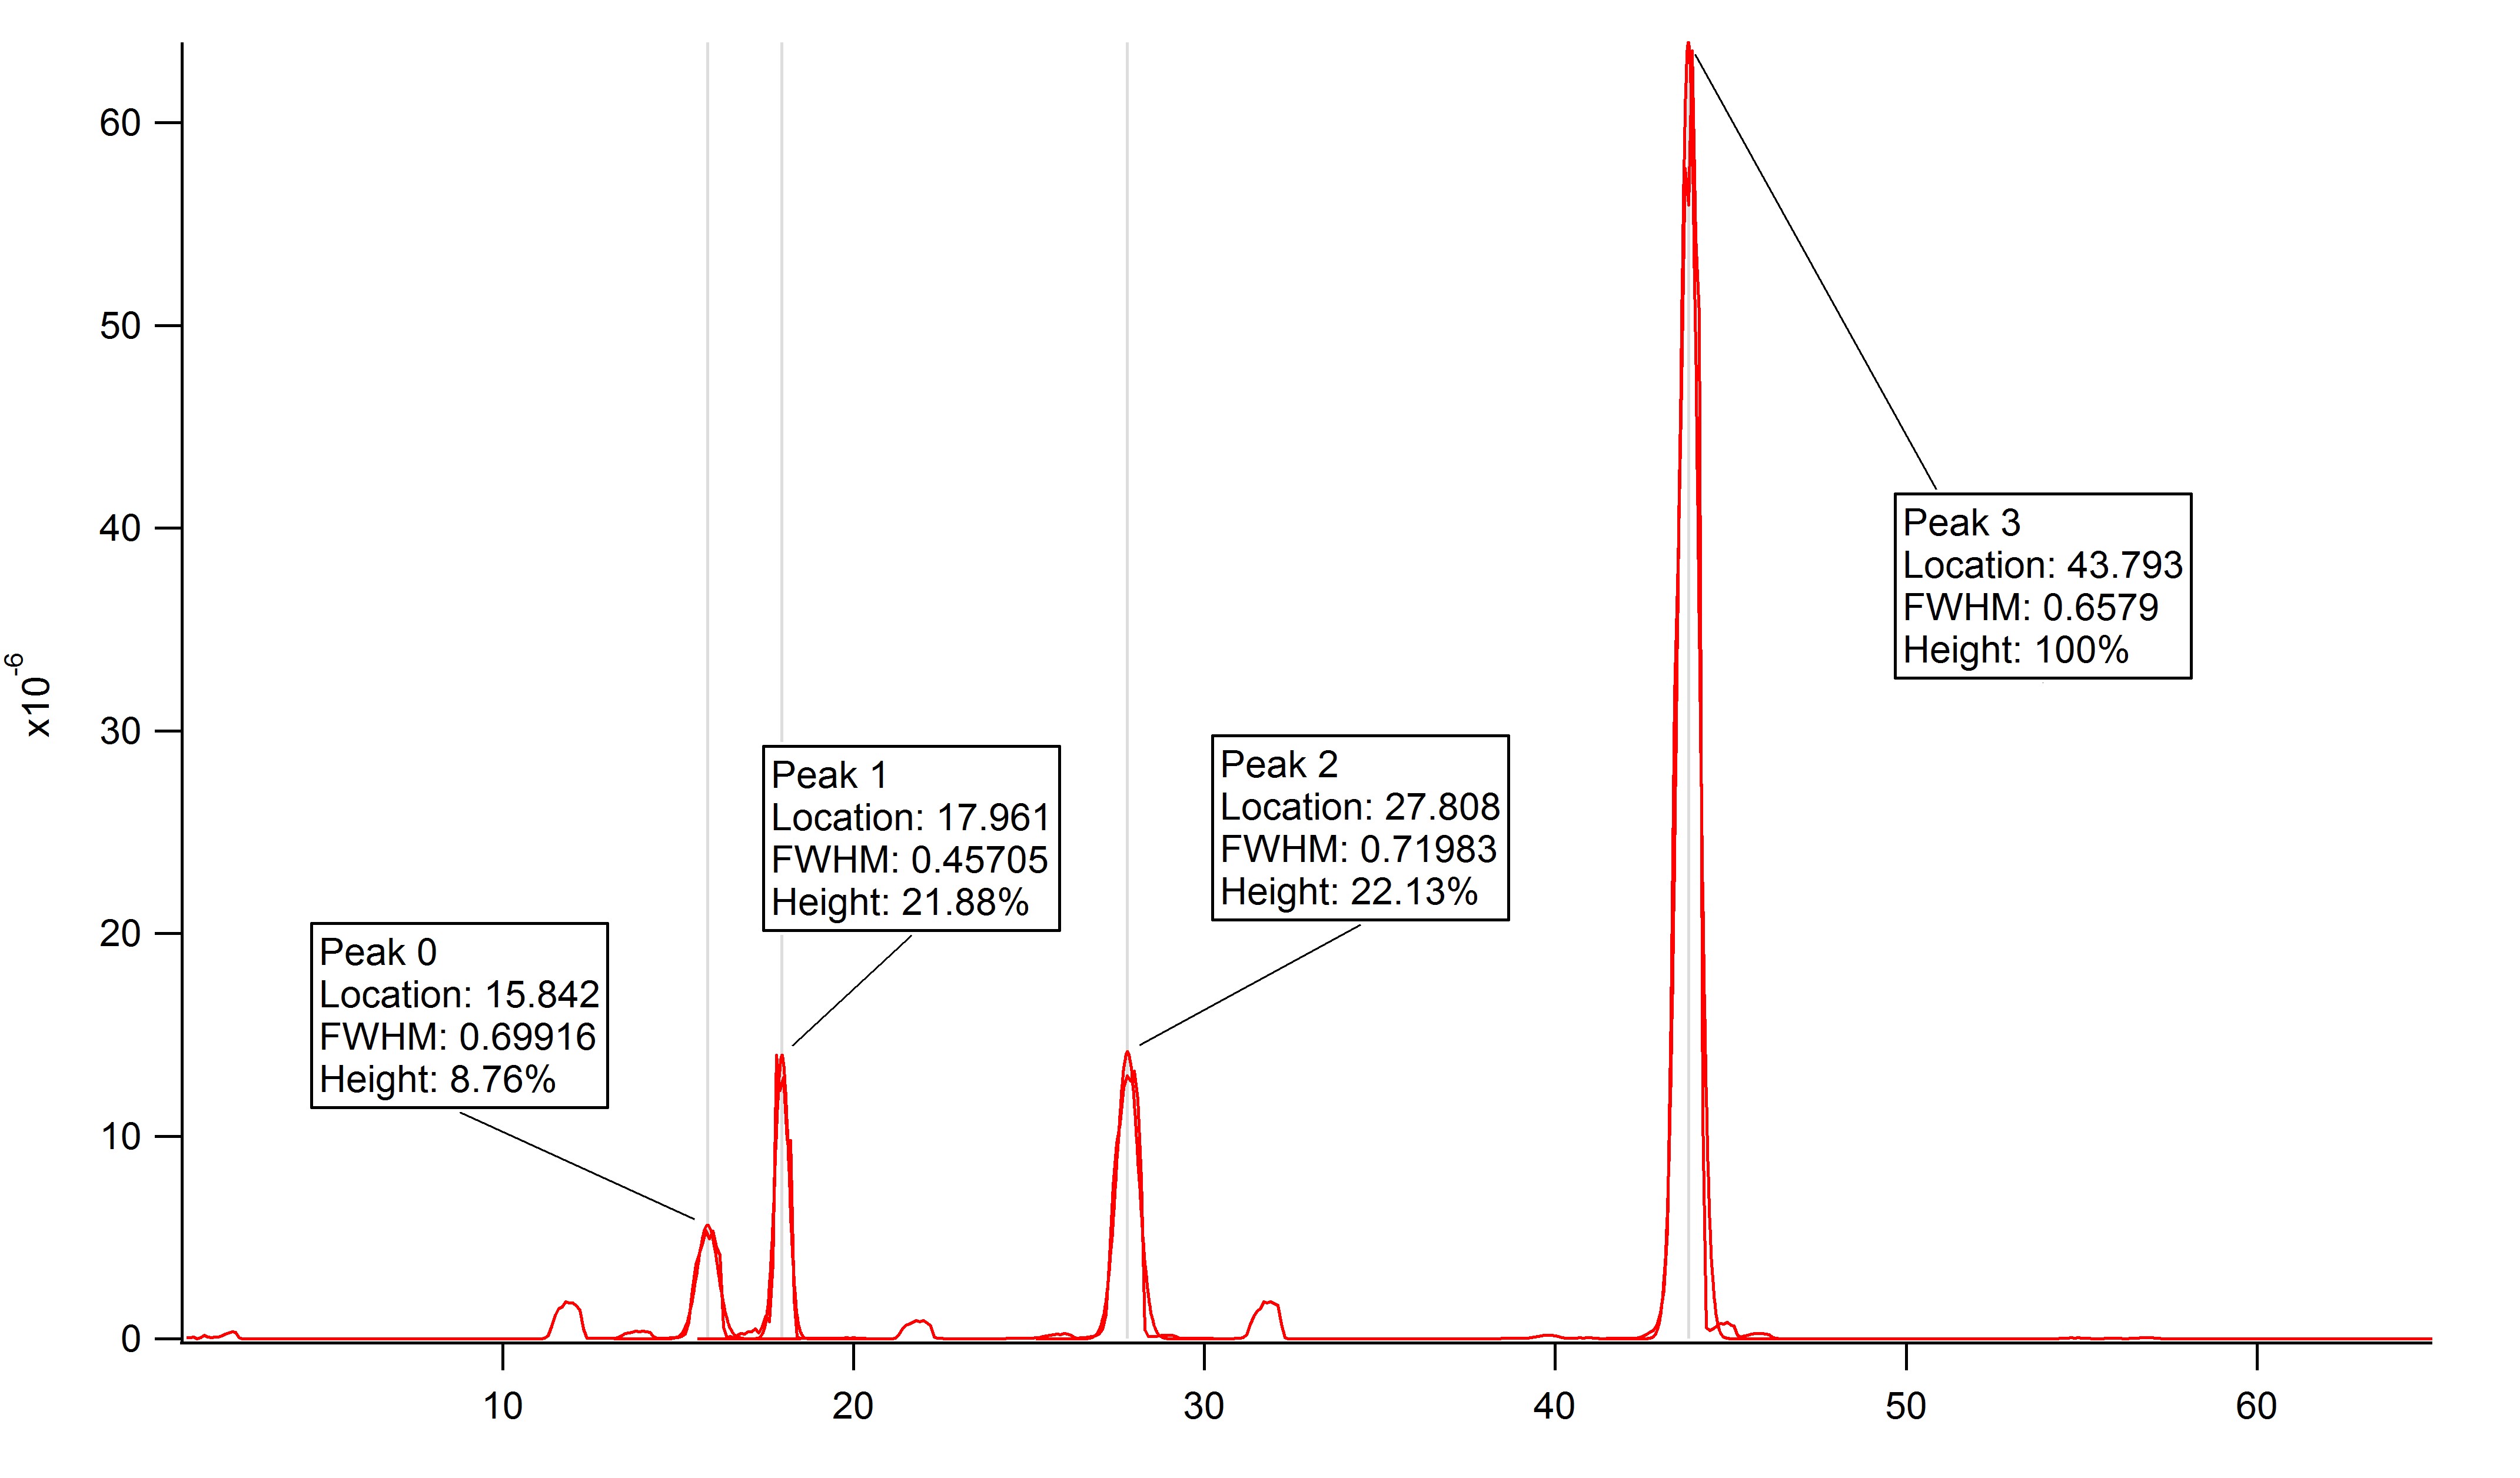 x10-6
60
50
40
30
20
10
0
Peak 0
Location: 15.842
FWHM: 0.69916
Height: 8.76%
Peak 1
Location: 17.961
FWHM: 0.45705
Height: 21.88%
Peak 2
Location: 27.808
FWHM: 0.71983
Height: 22.13%
Peak 3
Location: 43.793
FWHM: 0.6579
Height: 100%
10 20 30 40 50 60